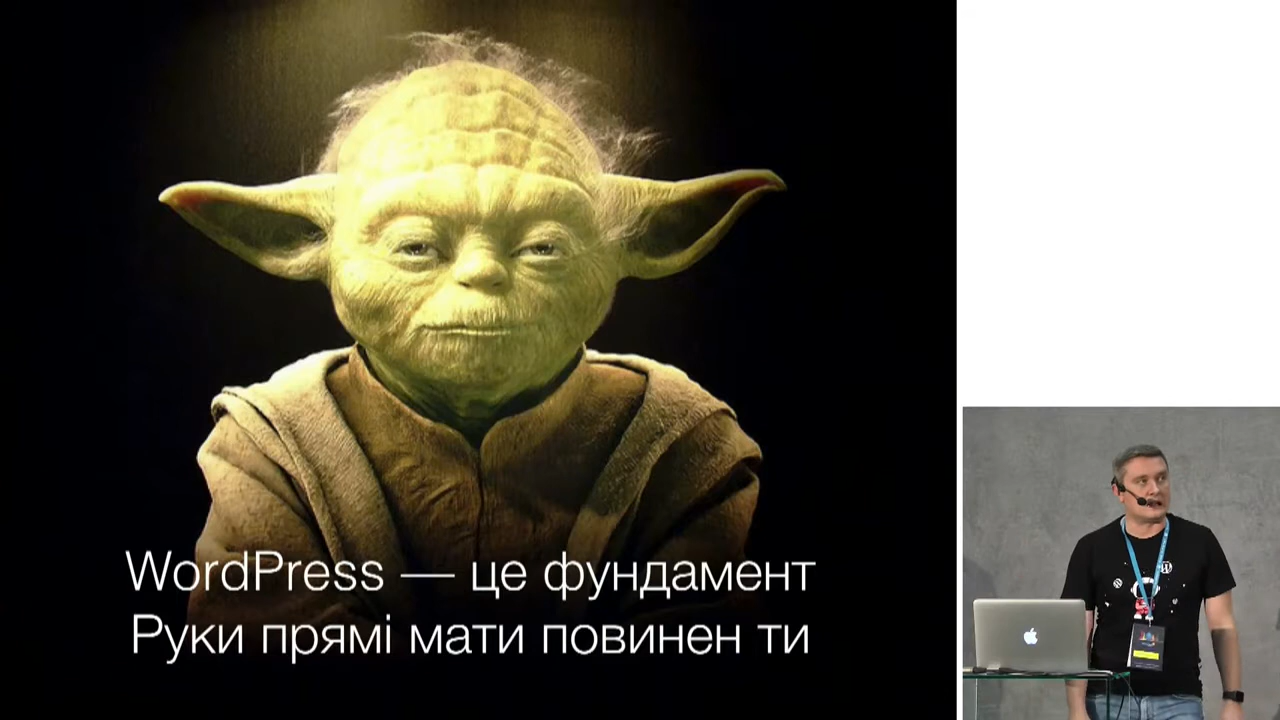 WordPress — це фундамент
Руки прямі мати повинен ти